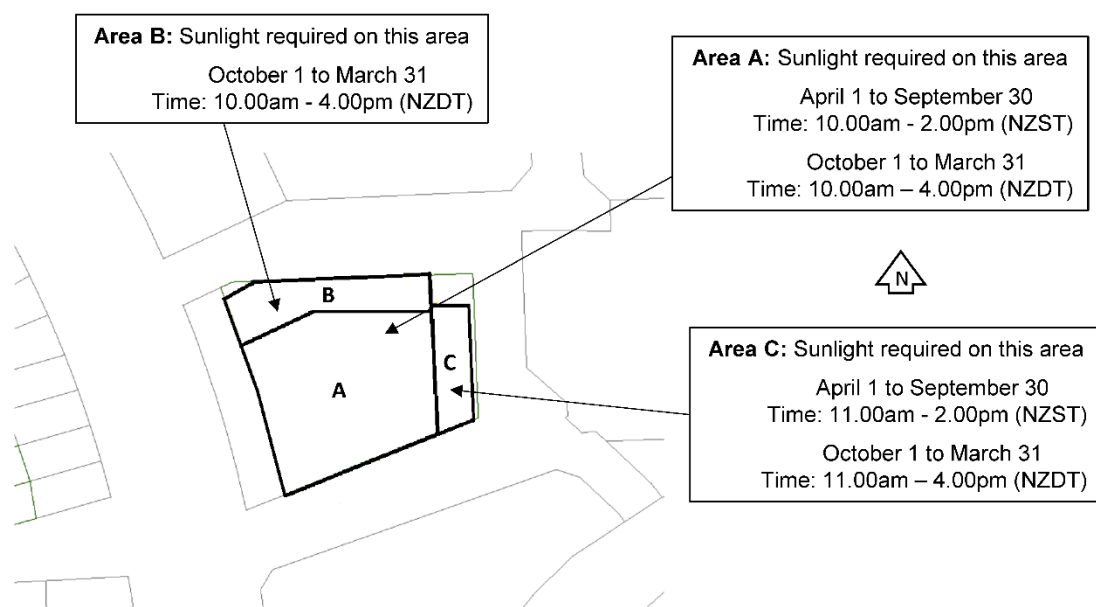 Area B: Sunlight required on this area
October 1 to March 31
Time: 10.00am - 4.00pm (NZDT)
Area A: Sunlight required on this area
April 1 to September 30
Time: 10.00am - 2.00pm (NZST)
October 1 to March 31
Time: 10.00am – 4.00pm (NZDT)
N
B
C
A
Area C: Sunlight required on this area
April 1 to September 30
Time: 11.00am - 2.00pm (NZST)
October 1 to March 31
Time: 11.00am – 4.00pm (NZDT)